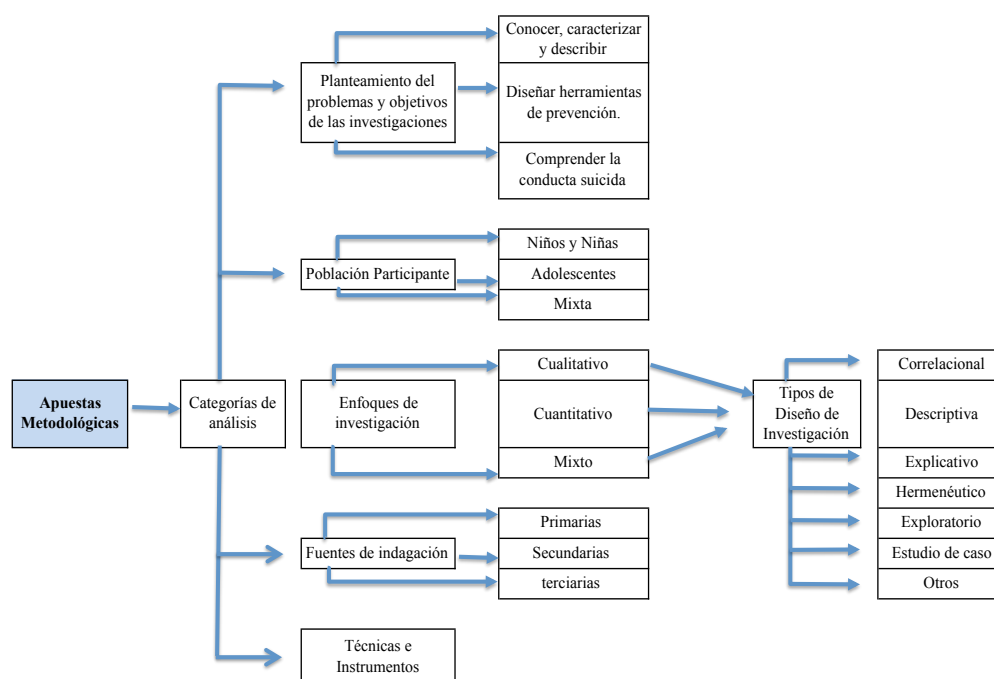 Conocer, caracterizar
y describir
Planteamiento del
problemas y objetivos
de las investigaciones
Diseñar herramientas
de prevención.
Comprender la
conducta suicida
Niños y Niñas
Población Participante
Adolescentes
Mixta
Apuestas
Metodológicas
Categorías de
análisis
Enfoques de
investigación
Cualitativo
Cuantitativo
Mixto
Tipos de
Diseño de
Investigación
Correlacional
Descriptiva
Explicativo
Hermenéutico
Exploratorio
Estudio de caso
Otros
Fuentes de indagación
Primarias
Secundarias
terciarias
Técnicas e
Instrumentos